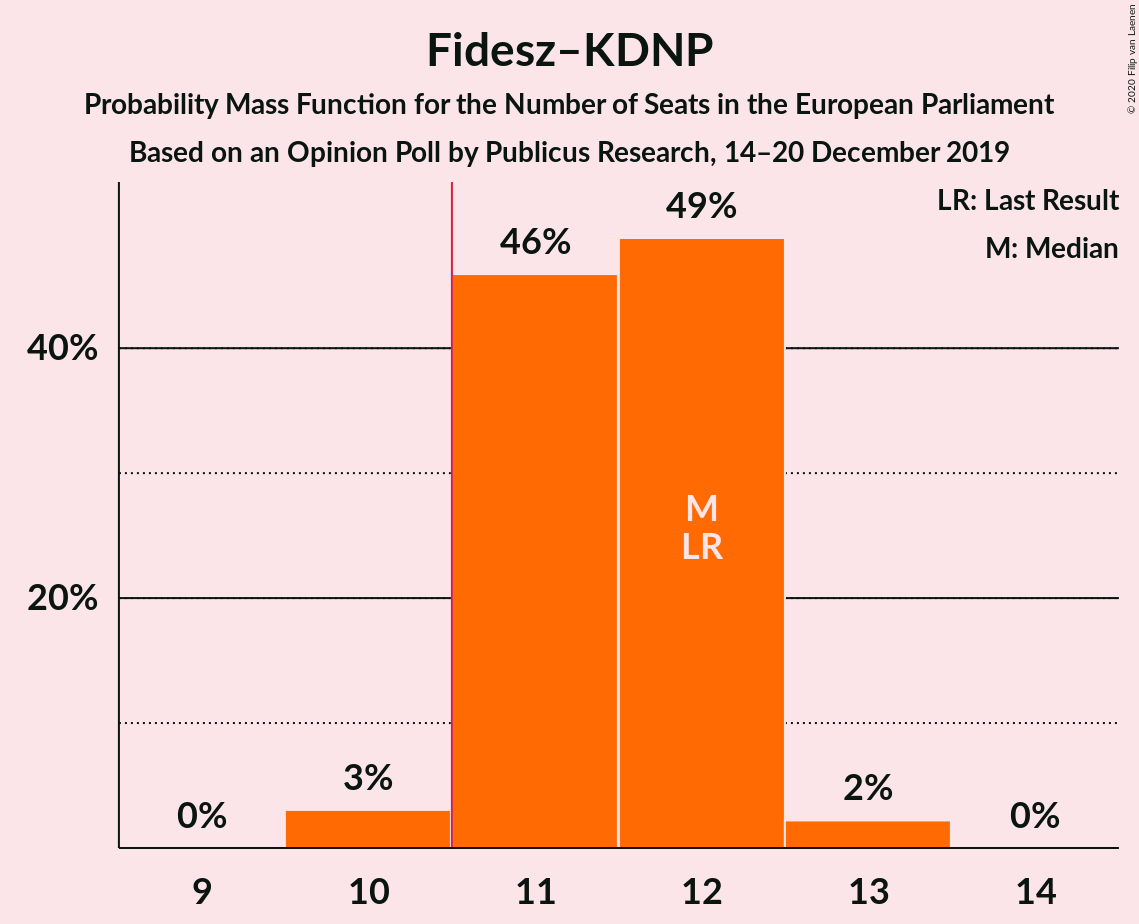 Fidesz–KDNP
Probability Mass Function for the Number of Seats in the European Parliament
Based on an Opinion Poll by Publicus Research, 14–20 December 2019
© 2020 Filip van Laenen
LR: Last Result
M: Median
49%
46%
40%
M
LR
20%
3%
2%
0%
0%
9 10 11 12 13 14